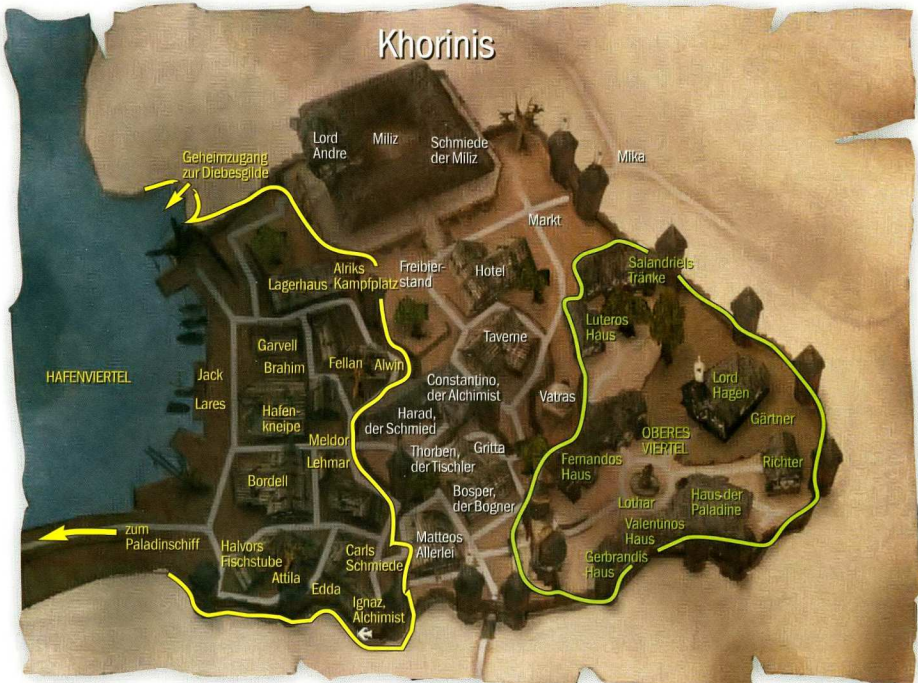 Khorinis
Lord
Andre
Miliz
Schmiede
der Miliz
Mika
Geheimzugang
zur Diebesgilde
Markt
Alriks
Kampfplatz
Lagerhaus
Freibier-
stand
Hotel
Salandriels
Tränke
Luteros
Haus
Garvell
Brahim
Fellan
Alwin
Taverne
HAFENVIERTEL
Jack
Lares
Hafen-
kneipe
Constantino,
der Alchimist
Vatras
Lord
Hagen
Gärtner
Harad,
der Schmied
Meldor
Lehmar
Thorben,
der Tischler
Gritta
OBERES
VIERTEL
Fernandos
Haus
Richter
Bordell
Bosper,
der Bogner
Lothar
Haus der
Paladine
Valentinos
Haus
Gerbrandts
Haus
zum
Paladinschiff
Halvors
Fischstube
Attila
Edda
Carls
Schmiede
Matteos
Allerlei
Ignaz,
Alchimist